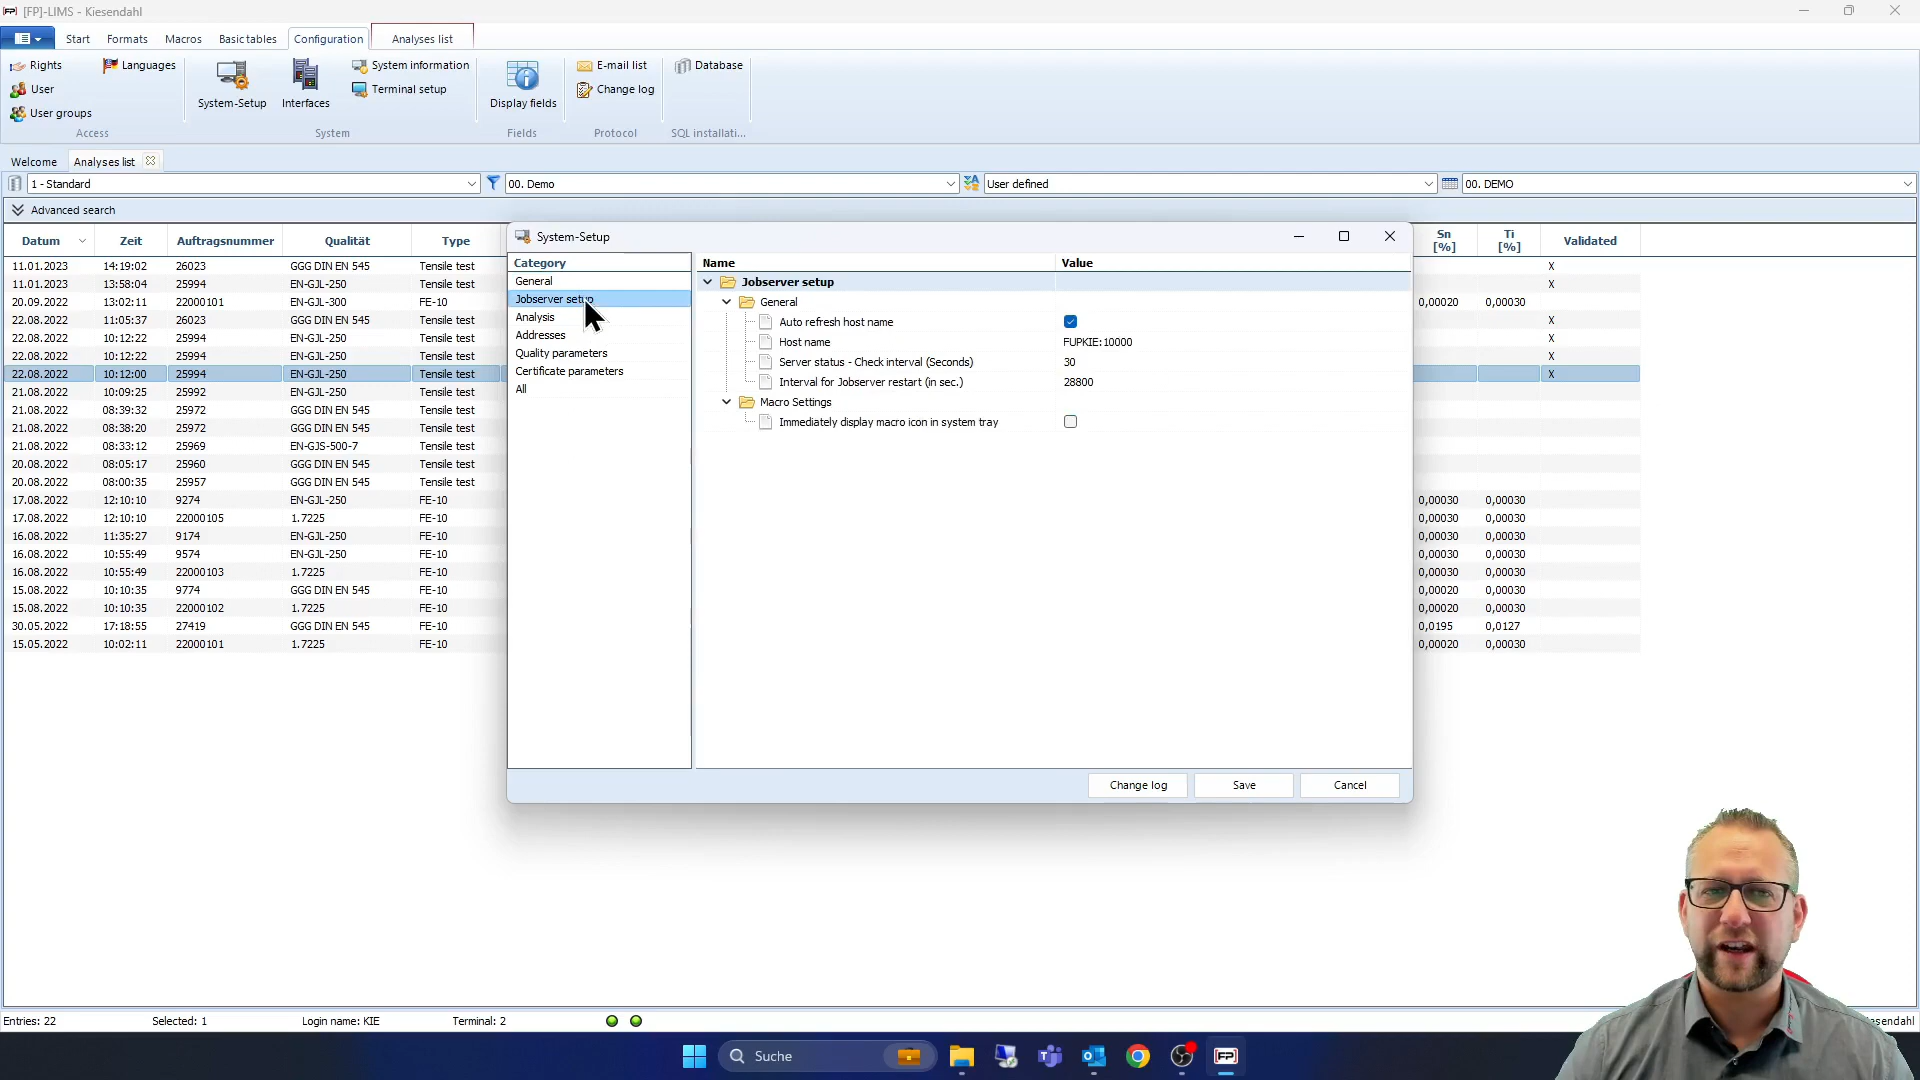 [FP]-LIMS - Kiesendahl
Start Formats Macros Basic tables Configuration Analyses list
Rights Languages System information E-mail list Database
User Terminal setup Change log
User groups System-Setup Interfaces Display fields
Access System Fields Protocol SQL installati...
Welcome Analyses list
1 - Standard 00. Demo User defined 00. DEMO
Advanced search
Datum Zeit Auftragsnummer Qualität Type Sn [%] Ti [%] Validated
11.01.2023 14:19:02 26023 GGG DIN EN 545 Tensile test X
11.01.2023 13:58:04 25994 EN-GJL-250 Tensile test X
20.09.2022 13:02:11 22000101 EN-GJL-300 FE-10 0,00020 0,00030
22.08.2022 11:05:37 26023 GGG DIN EN 545 Tensile test X
22.08.2022 10:12:22 25994 EN-GJL-250 Tensile test X
22.08.2022 10:12:22 25994 EN-GJL-250 Tensile test X
22.08.2022 10:12:00 25994 EN-GJL-250 Tensile test X
21.08.2022 10:09:25 25992 EN-GJL-250 Tensile test
21.08.2022 08:39:32 25972 GGG DIN EN 545 Tensile test
21.08.2022 08:38:20 25972 GGG DIN EN 545 Tensile test
21.08.2022 08:33:12 25969 EN-GJS-500-7 Tensile test
20.08.2022 08:05:17 25960 GGG DIN EN 545 Tensile test
20.08.2022 08:00:35 25957 GGG DIN EN 545 Tensile test
17.08.2022 12:10:10 9274 EN-GJL-250 FE-10 0,00030 0,00030
17.08.2022 12:10:10 22000105 1.7225 FE-10 0,00030 0,00030
16.08.2022 11:35:27 9174 EN-GJL-250 FE-10 0,00030 0,00030
16.08.2022 10:55:49 9574 EN-GJL-250 FE-10 0,00030 0,00030
16.08.2022 10:55:49 22000103 1.7225 FE-10 0,00030 0,00030
15.08.2022 10:10:35 9774 GGG DIN EN 545 FE-10 0,00020 0,00030
15.08.2022 10:10:35 22000102 1.7225 FE-10 0,00020 0,00030
30.05.2022 17:18:55 27419 GGG DIN EN 545 FE-10 0,0195 0,0127
15.05.2022 10:02:11 22000101 1.7225 FE-10 0,00020 0,00030
System-Setup
Category
General
Jobserver setup
Analysis
Addresses
Quality parameters
Certificate parameters
All
Name Value
Jobserver setup
General
Auto refresh host name
Host name FUPKIE:10000
Server status - Check interval (Seconds) 30
Interval for Jobserver restart (in sec.) 28800
Macro Settings
Immediately display macro icon in system tray
Change log Save Cancel
Entries: 22 Selected: 1 Login name: KIE Terminal: 2
Suche
[FP]